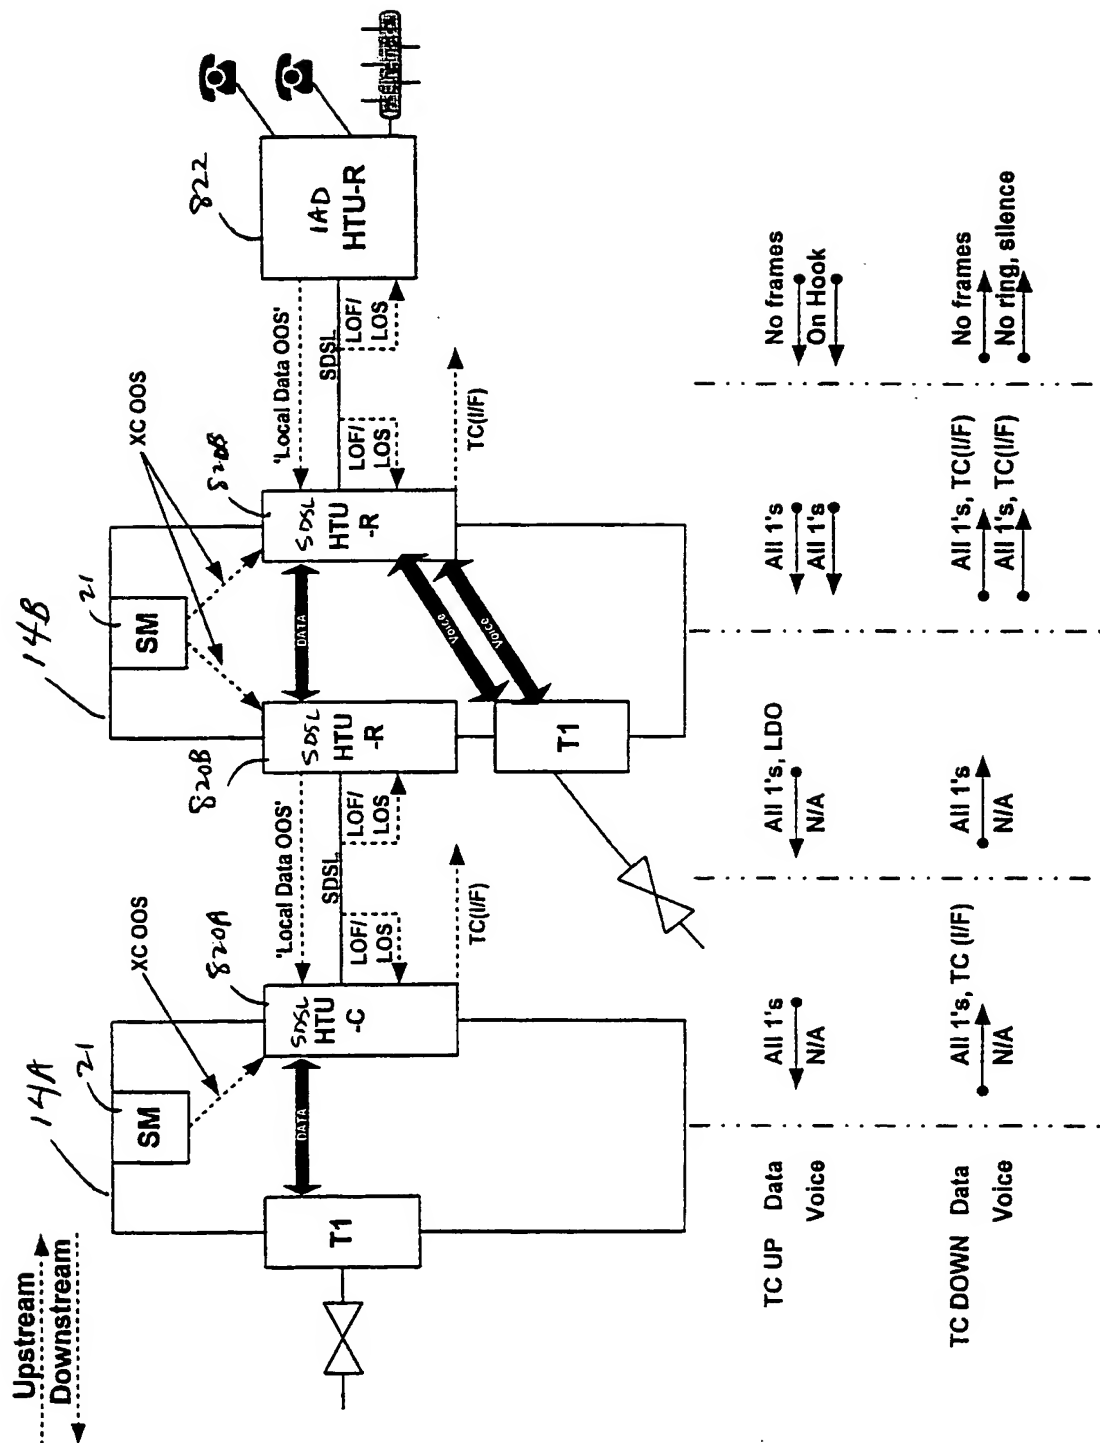 Upstream
Downstream
14A
21
SM
XC OOS
820A
T1
DATA
SDSL
HTU
-C
'Local Data OOS'
SDSL
LOF/
LOS
LOF/
LOS
TC(I/F)
14B
21
SM
XC OOS
820B
SDSL
HTU
-R
DATA
820B
SDSL
HTU
-R
Voice
Voice
T1
'Local Data OOS'
SDSL
LOF/
LOS
LOF/
LOS
TC(I/F)
822
IAD
HTU-R
TC UP Data
Voice
All 1's
N/A
All 1's, LDO
N/A
All 1's
All 1's
No frames
On Hook
TC DOWN Data
Voice
All 1's, TC (I/F)
N/A
All 1's
N/A
All 1's, TC(I/F)
All 1's, TC(I/F)
No frames
No ring, silence